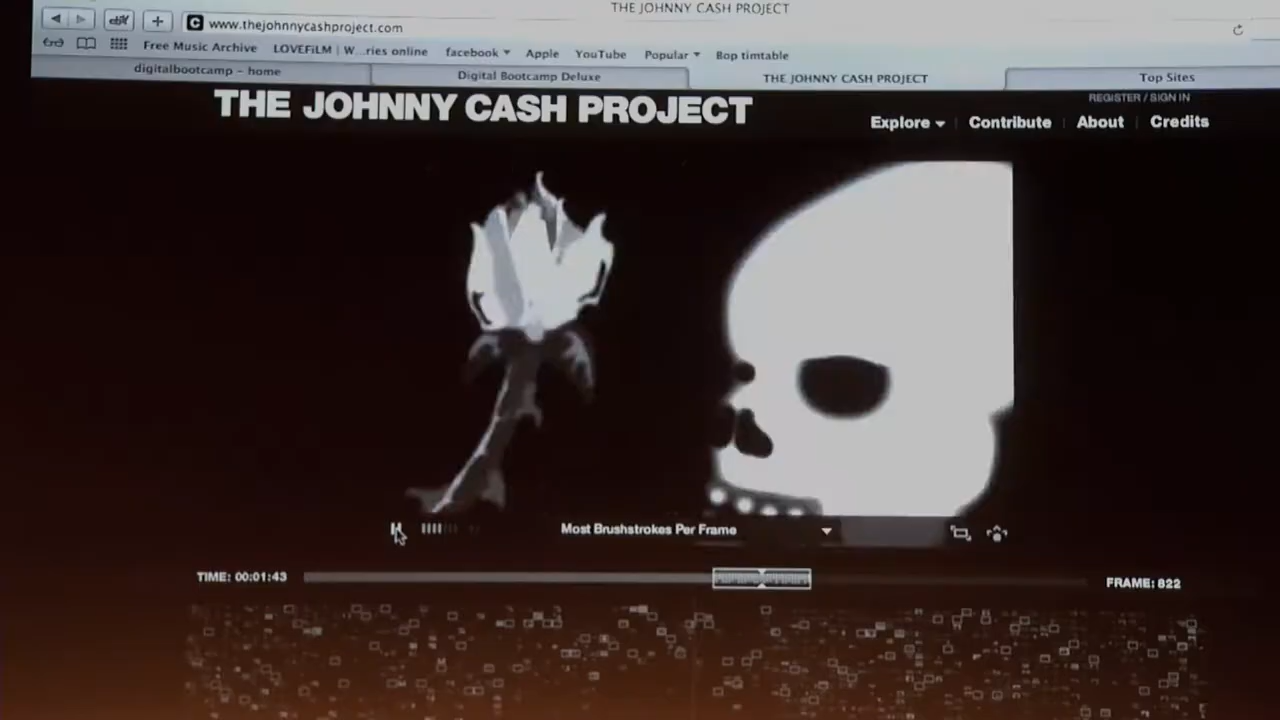 THE JOHNNY CASH PROJECT
www.thejohnnycashproject.com
Free Music Archive LOVEFiLM | W...ries online facebook Apple YouTube Popular Bop timtable
digitalbootcamp – home Digital Bootcamp Deluxe THE JOHNNY CASH PROJECT Top Sites
REGISTER / SIGN IN
THE JOHNNY CASH PROJECT
Explore Contribute About Credits
Most Brushstrokes Per Frame
TIME: 00:01:43
FRAME: 822